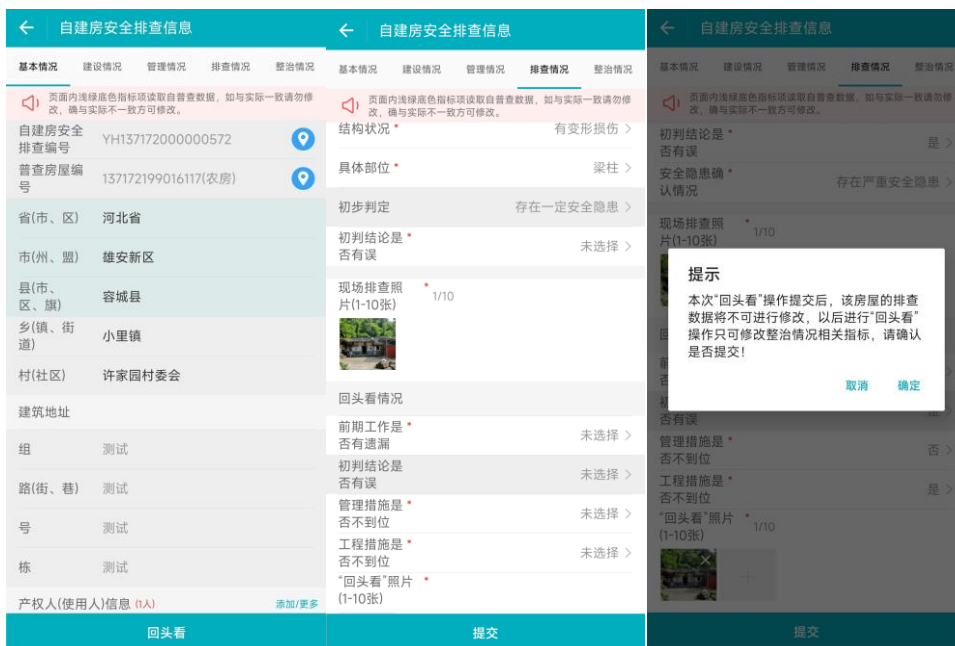 自建房安全排查信息
基本情况 建设情况 管理情况 排查情况 整治情况
页面内浅绿底色指标项读取自普查数据，如与实际一致请勿修
改，确与实际不一致方可修改。
自建房安全
排查编号
YH137172000000572
普查房屋编
号
137172199016117(农房)
省(市、区) 河北省
市(州、盟) 雄安新区
县(市、
区、旗)
容城县
乡(镇、街
道)
小里镇
村(社区) 许家园村委会
建筑地址
组 测试
路(街、巷) 测试
号 测试
栋 测试
产权人(使用人)信息 (1人) 添加/更多
回头看
自建房安全排查信息
基本情况 建设情况 管理情况 排查情况 整治情况
页面内浅绿底色指标项读取自普查数据，如与实际一致请勿修
改，确与实际不一致方可修改。
结构状况 * 有变形损伤 >
具体部位 * 梁柱 >
初步判定 存在一定安全隐患 >
初判结论是 *
否有误
未选择 >
现场排查照 *
片(1-10张)
1/10
回头看情况
前期工作是 *
否有遗漏
未选择 >
初判结论是
否有误
未选择 >
管理措施是 *
否不到位
未选择 >
工程措施是 *
否不到位
未选择 >
“回头看”照片 *
(1-10张)
提交
自建房安全排查信息
基本情况 建设情况 管理情况 排查情况 整治情况
页面内浅绿底色指标项读取自普查数据，如与实际一致请勿修
改，确与实际不一致方可修改。
初判结论是 *
否有误
是 >
安全隐患确 *
认情况
存在严重安全隐患 >
现场排查照 *
片(1-10张)
1/10
提示
本次“回头看”操作提交后，该房屋的排查
数据将不可进行修改，以后进行“回头看”
操作只可修改整治情况相关指标，请确认
是否提交！
取消 确定
否有误
管理措施是 *
否不到位
否 >
工程措施是 *
否不到位
是 >
“回头看”照片 *
(1-10张)
1/10
提交